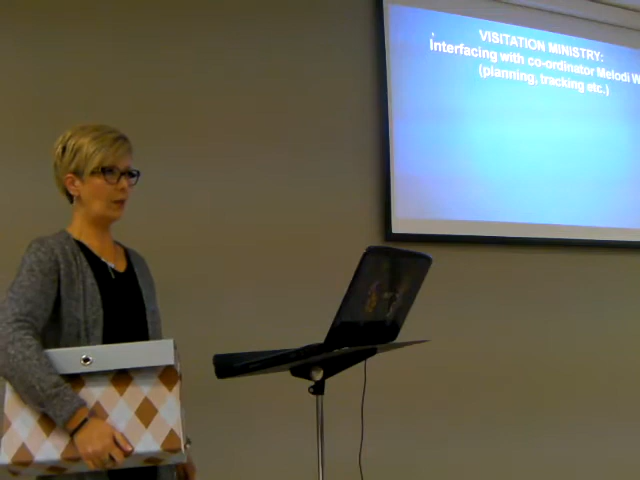 VISITATION MINISTRY:
Interfacing with co-ordinator Melodi W
(planning, tracking etc.)